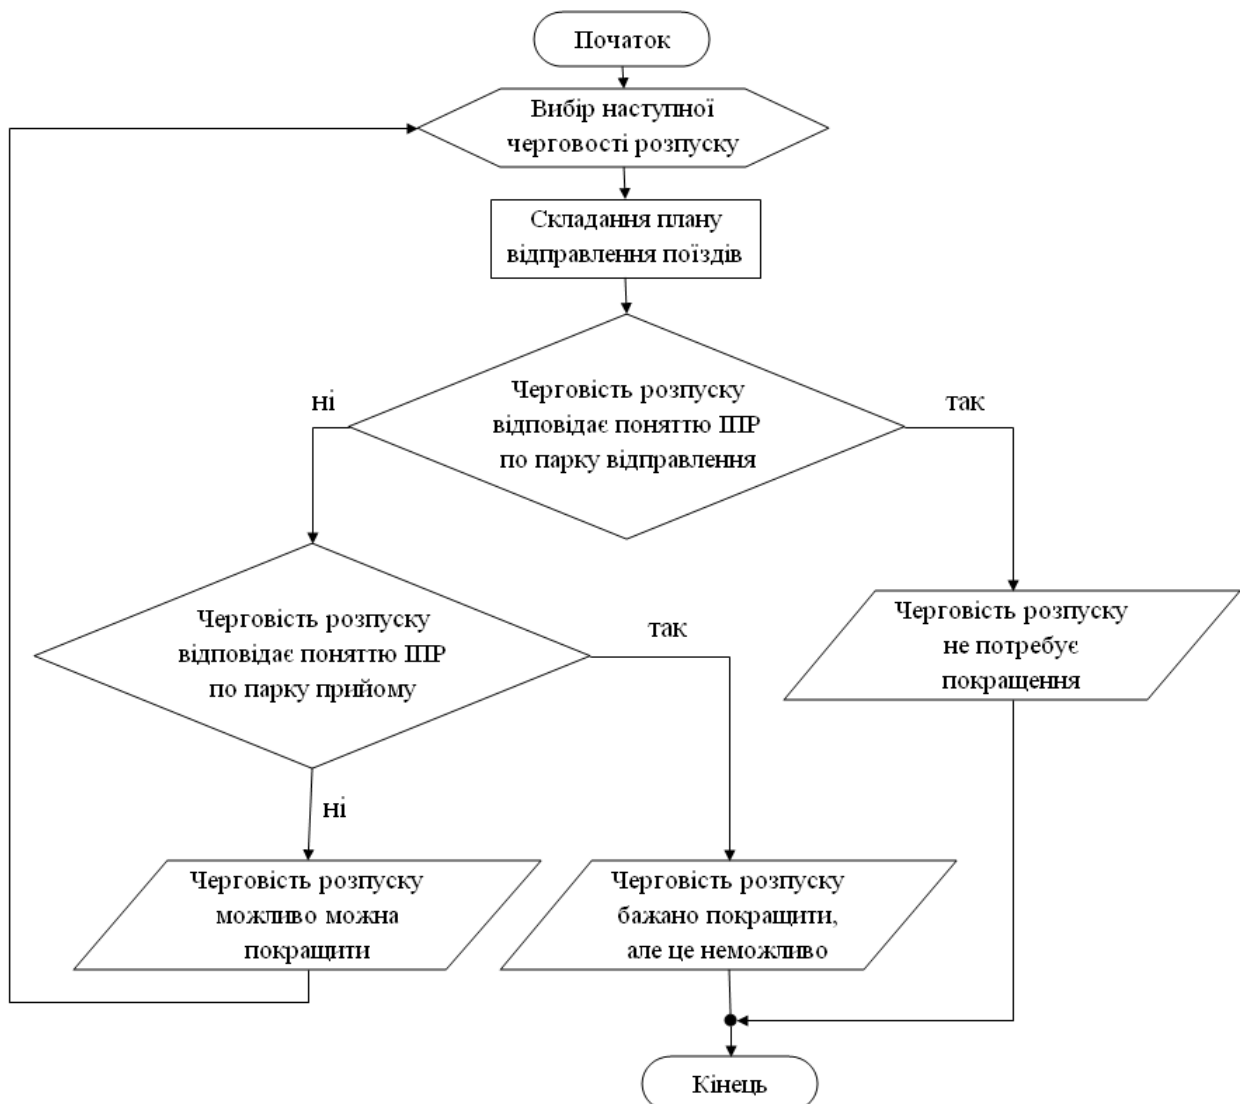 Початок
Вибір наступної
черговості розпуску
Складання плану
відправлення поїздів
Черговість розпуску
відповідає поняттю ІПР
по парку відправлення
ні
так
Черговість розпуску
відповідає поняттю ІПР
по парку прийому
так
Черговість розпуску
не потребує
покращення
ні
Черговість розпуску
можливо можна
покращити
Черговість розпуску
бажано покращити,
але це неможливо
Кінець